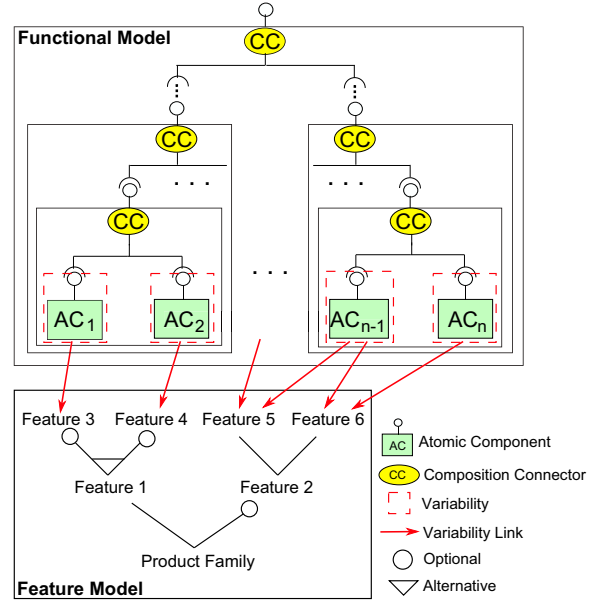 Functional Model
CC
CC
CC
CC
CC
AC1
AC2
ACn-1
ACn
Feature 3
Feature 4
Feature 5
Feature 6
Feature 1
Feature 2
Product Family
Feature Model
AC
Atomic Component
CC
Composition Connector
Variability
Variability Link
Optional
Alternative